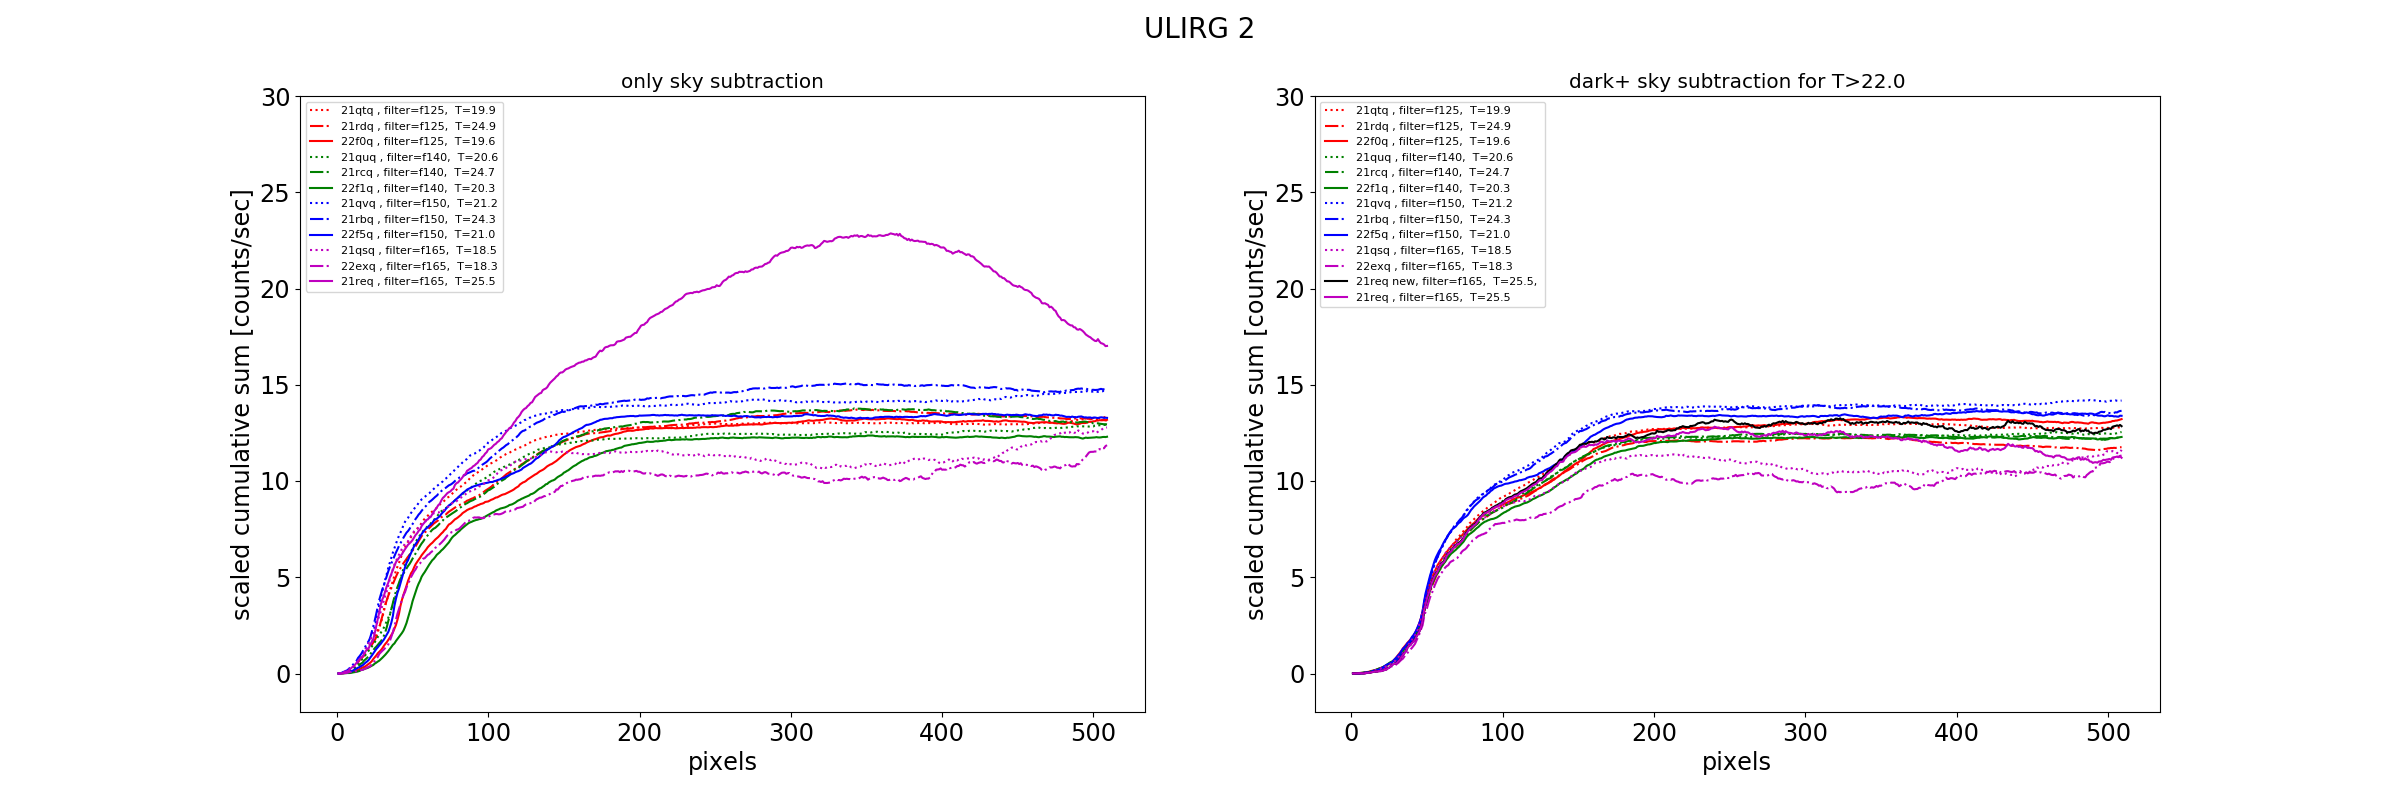 ULIRG 2
only sky subtraction
scaled cumulative sum [counts/sec]
30
25
20
15
10
5
0
21qtq , filter=f125, T=19.9
21rdq , filter=f125, T=24.9
22f0q , filter=f125, T=19.6
21quq , filter=f140, T=20.6
21rcq , filter=f140, T=24.7
22f1q , filter=f140, T=20.3
21qvq , filter=f150, T=21.2
21rbq , filter=f150, T=24.3
22f5q , filter=f150, T=21.0
21qsq , filter=f165, T=18.5
22exq , filter=f165, T=18.3
21req , filter=f165, T=25.5
0 100 200 300 400 500
pixels
dark+ sky subtraction for T>22.0
scaled cumulative sum [counts/sec]
30
25
20
15
10
5
0
21qtq , filter=f125, T=19.9
21rdq , filter=f125, T=24.9
22f0q , filter=f125, T=19.6
21quq , filter=f140, T=20.6
21rcq , filter=f140, T=24.7
22f1q , filter=f140, T=20.3
21qvq , filter=f150, T=21.2
21rbq , filter=f150, T=24.3
22f5q , filter=f150, T=21.0
21qsq , filter=f165, T=18.5
22exq , filter=f165, T=18.3
21req new, filter=f165, T=25.5,
21req , filter=f165, T=25.5
0 100 200 300 400 500
pixels